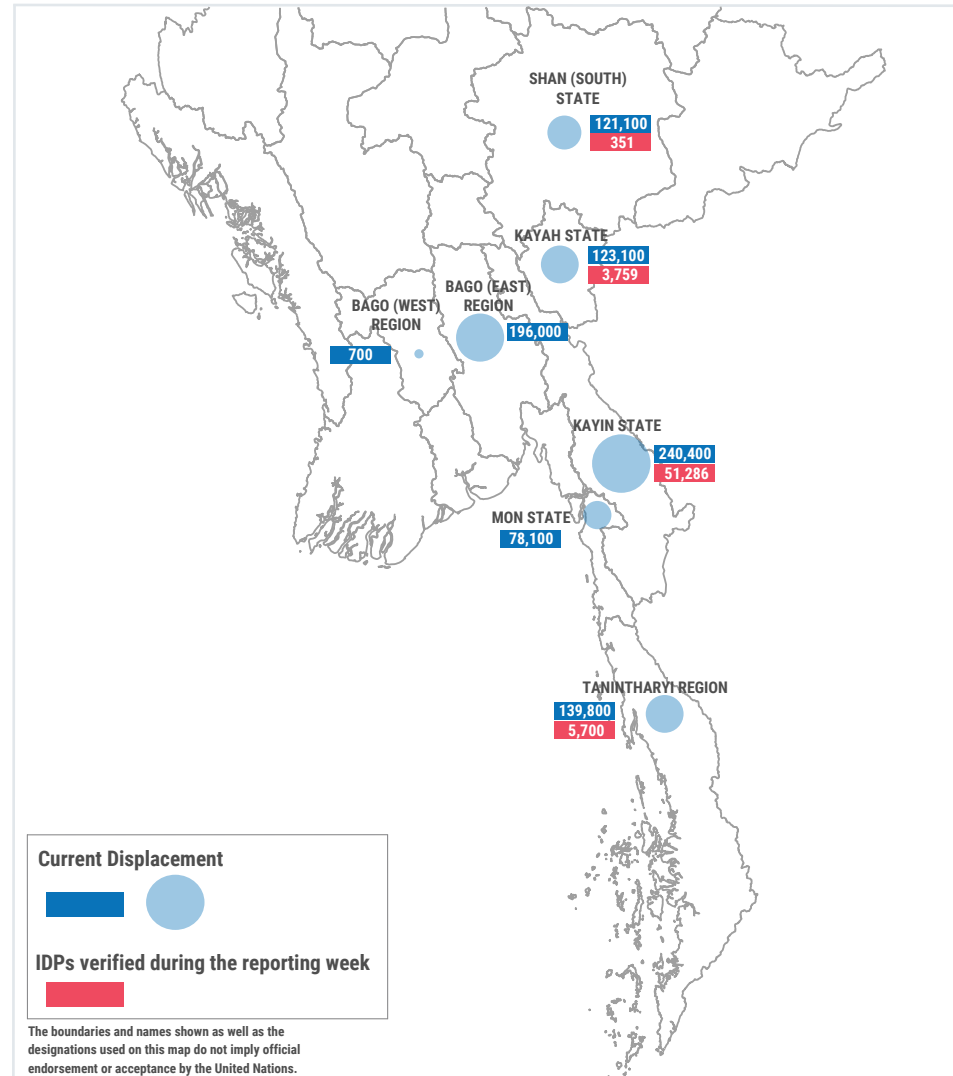 SHAN (SOUTH)
STATE
121,100
351
KAYAH STATE
123,100
3,759
BAGO (EAST)
REGION
196,000
BAGO (WEST)
REGION
700
KAYIN STATE
240,400
51,286
MON STATE
78,100
TANINTHARYI REGION
139,800
5,700
Current Displacement
IDPs verified during the reporting week
The boundaries and names shown as well as the
designations used on this map do not imply official
endorsement or acceptance by the United Nations.